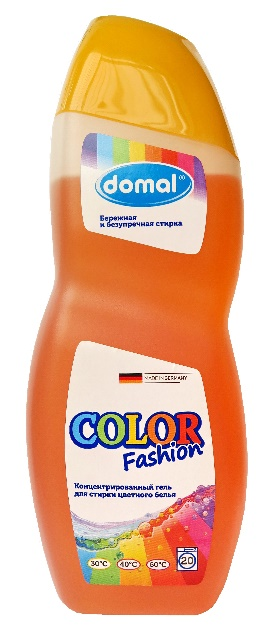 domal
Бережная
и безупречная стирка
MADE IN GERMANY
COLOR
Fashion
Концентрированный гель
для стирки цветного белья
30°C 40°C 60°C 20